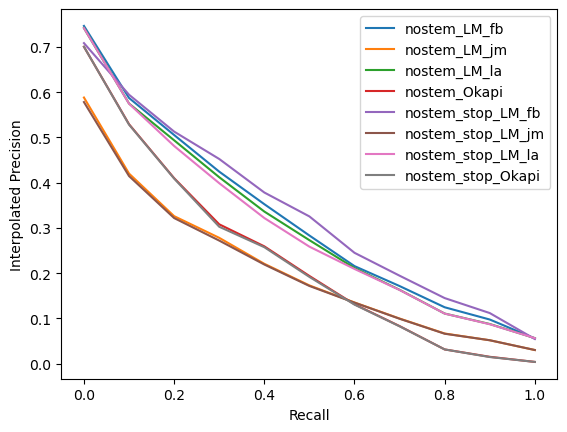 nostem_LM_fb
nostem_LM_jm
nostem_LM_la
nostem_Okapi
nostem_stop_LM_fb
nostem_stop_LM_jm
nostem_stop_LM_la
nostem_stop_Okapi
Interpolated Precision
0.7
0.6
0.5
0.4
0.3
0.2
0.1
0.0
0.0 0.2 0.4 0.6 0.8 1.0
Recall